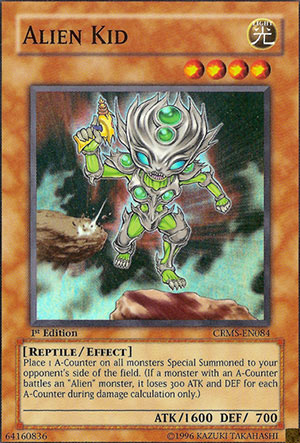 Alien Kid
LIGHT
光
1st Edition
CRMS-EN084
[Reptile/Effect]
Place 1 A-Counter on all monsters Special Summoned to your
opponent's side of the field. (If a monster with an A-Counter
battles an "Alien" monster, it loses 300 ATK and DEF for each
A-Counter during damage calculation only.)
ATK/1600 DEF/ 700
64160836
©1996 KAZUKI TAKAHASHI